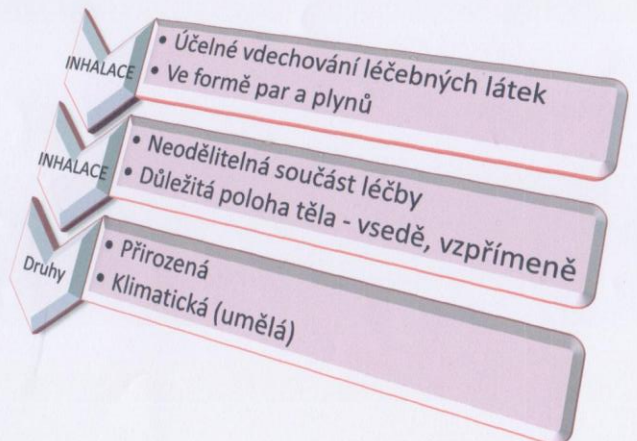 INHALACE
• Účelné vdechování léčebných látek
• Ve formě par a plynů
INHALACE
• Neodělitelná součást léčby
• Důležitá poloha těla - vsedě, vzpřímeně
Druhy
• Přirozená
• Klimatická (umělá)